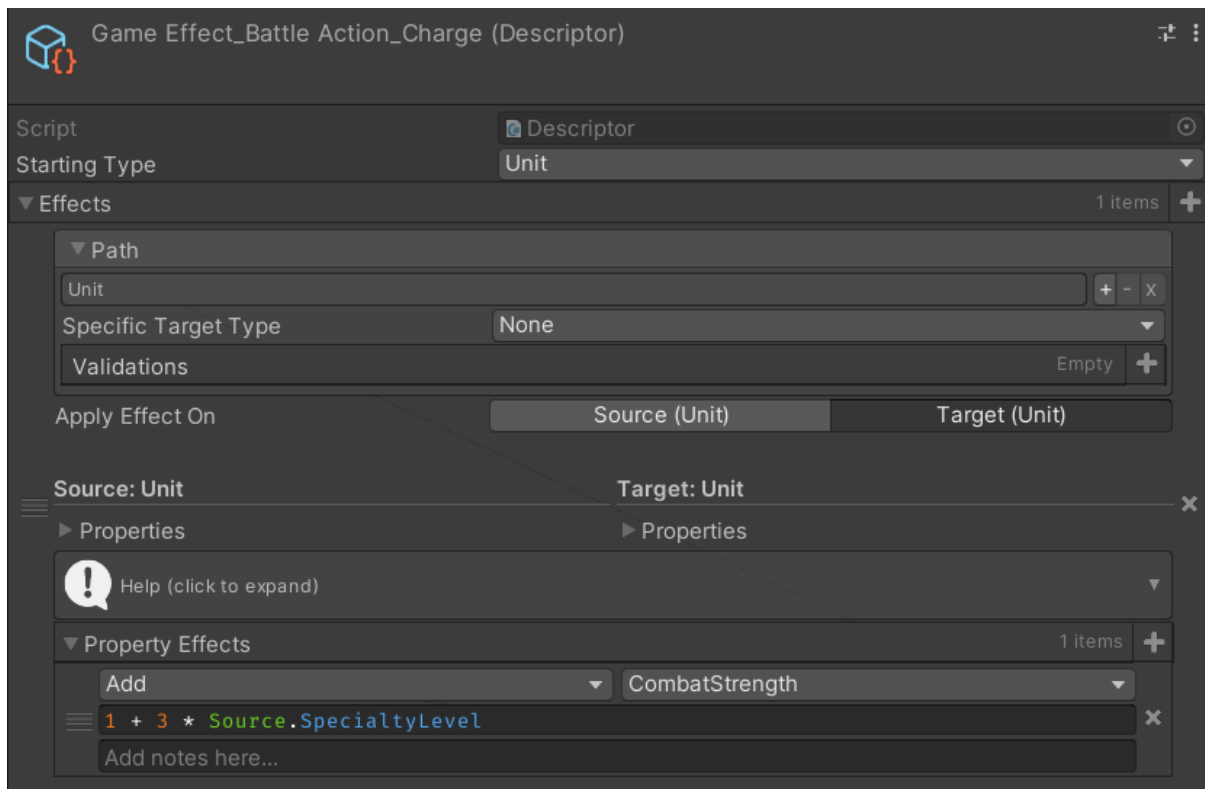 Game Effect_Battle Action_Charge (Descriptor)
Script Descriptor
Starting Type Unit
Effects 1 items +
Path
Unit + - x
Specific Target Type None
Validations Empty +
Apply Effect On Source (Unit) Target (Unit)
Source: Unit Target: Unit
Properties Properties
Help (click to expand)
Property Effects 1 items +
Add CombatStrength
1 + 3 * Source.SpecialtyLevel
Add notes here...